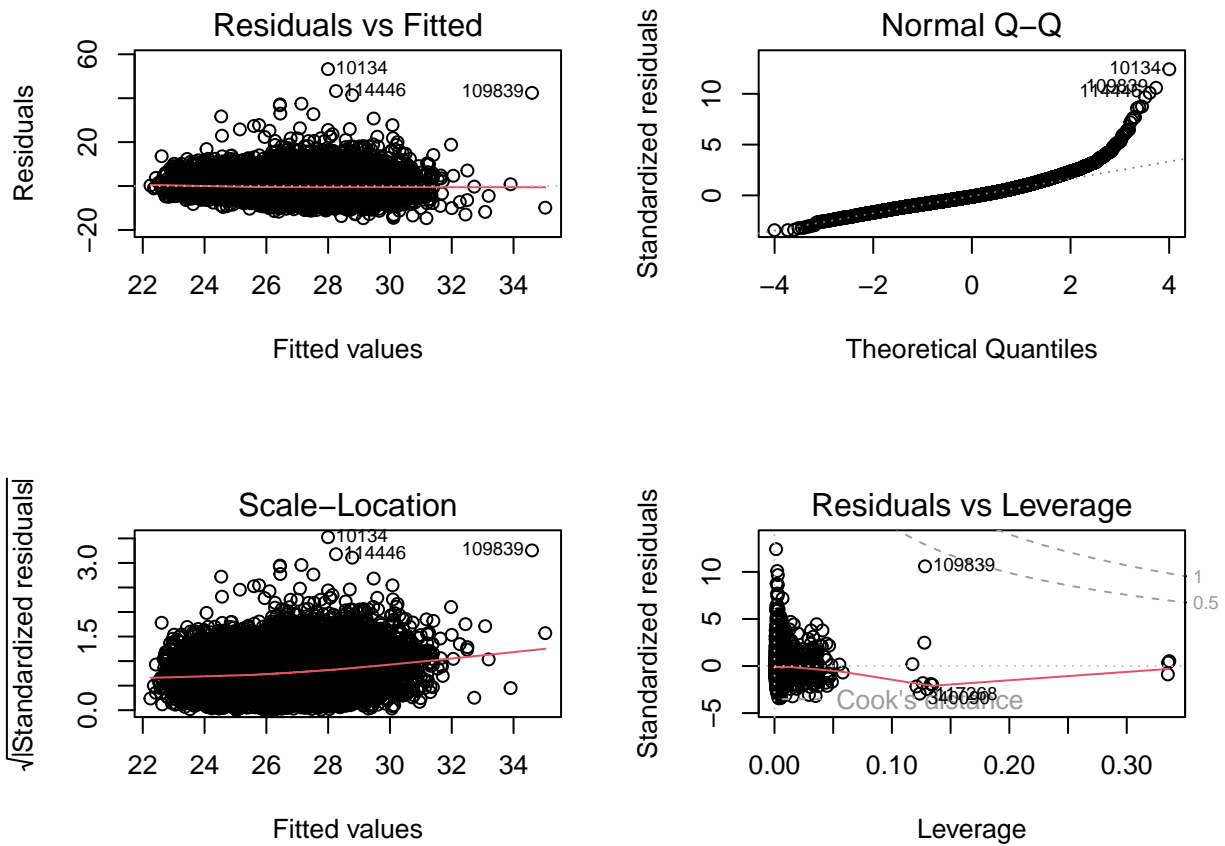 Residuals vs Fitted
Residuals
60
20
−20
10134
114446
109839
22 24 26 28 30 32 34
Fitted values
Normal Q−Q
Standardized residuals
10
5
0
10134
109839
114446
−4 −2 0 2 4
Theoretical Quantiles
Scale−Location
√|Standardized residuals|
3.0
1.5
0.0
10134
114446
109839
22 24 26 28 30 32 34
Fitted values
Residuals vs Leverage
Standardized residuals
10
5
0
−5
109839
1
0.5
117268
Cook's distance
0.00 0.10 0.20 0.30
Leverage